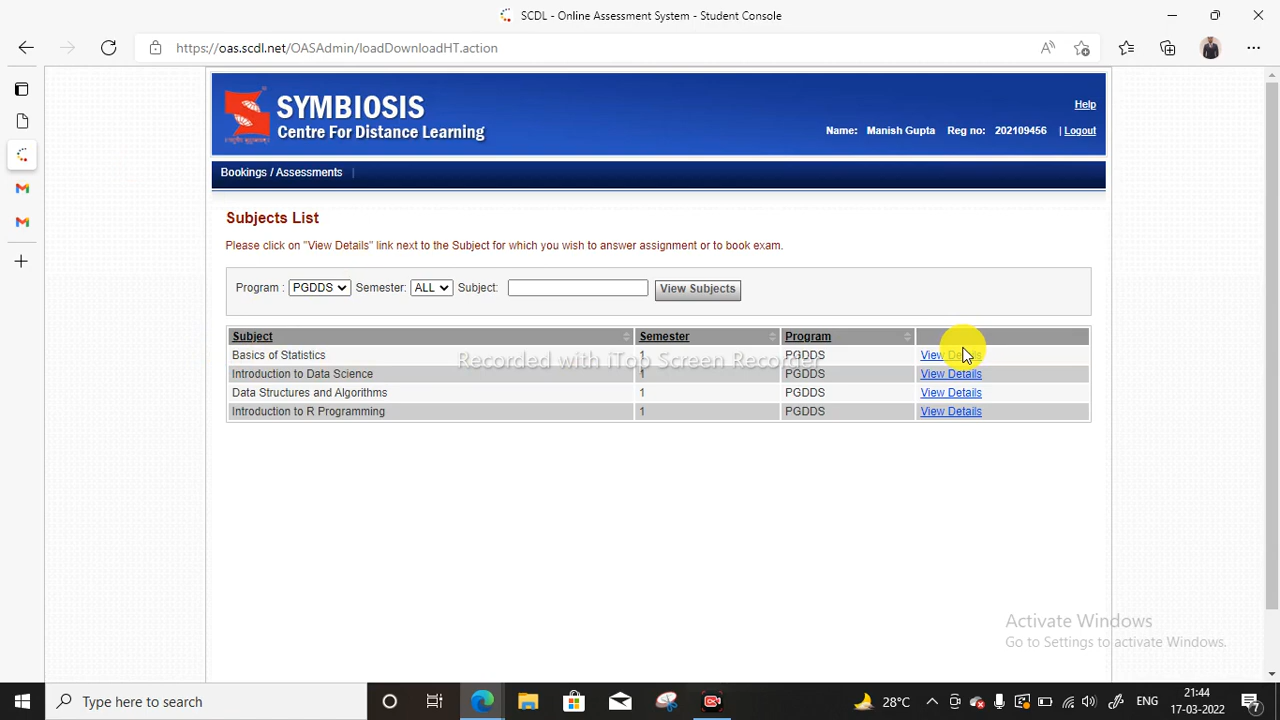 SCDL - Online Assessment System - Student Console
https://oas.scdl.net/OASAdmin/loadDownloadHT.action
SYMBIOSIS
Centre For Distance Learning
Help
Name: Manish Gupta Reg no: 202109456 | Logout
Bookings / Assessments |
Subjects List
Please click on "View Details" link next to the Subject for which you wish to answer assignment or to book exam.
Program : PGDDS Semester: ALL Subject: View Subjects
Subject Semester Program
Basics of Statistics 1 PGDDS View Details
Recorded with iTop Screen Recorder
Introduction to Data Science 1 PGDDS View Details
Data Structures and Algorithms 1 PGDDS View Details
Introduction to R Programming 1 PGDDS View Details
Activate Windows
Go to Settings to activate Windows.
Type here to search
28°C
ENG
21:44
17-03-2022
7